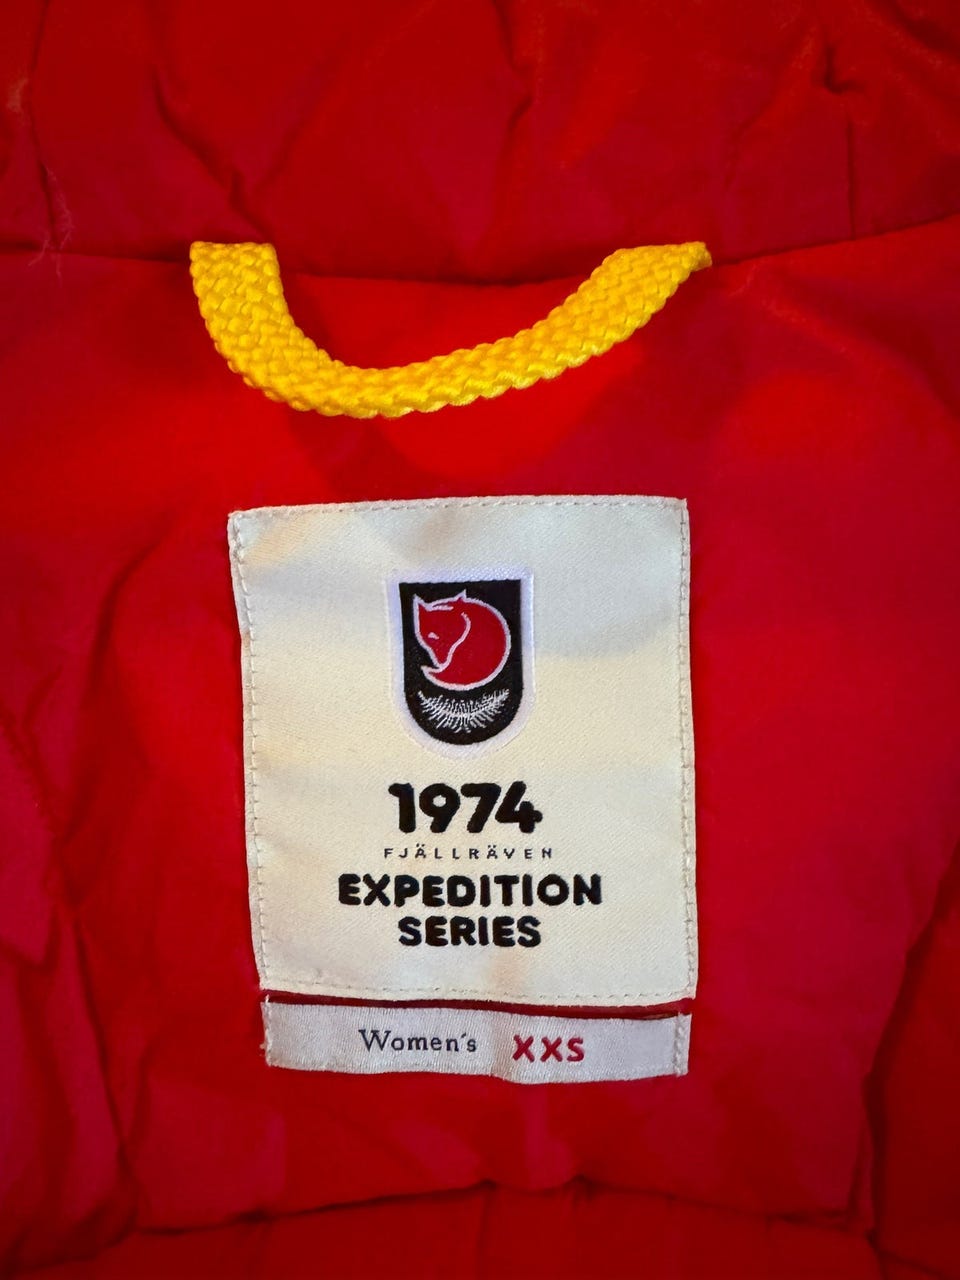 1974
FJÄLLRÄVEN
EXPEDITION
SERIES
Women's XXS